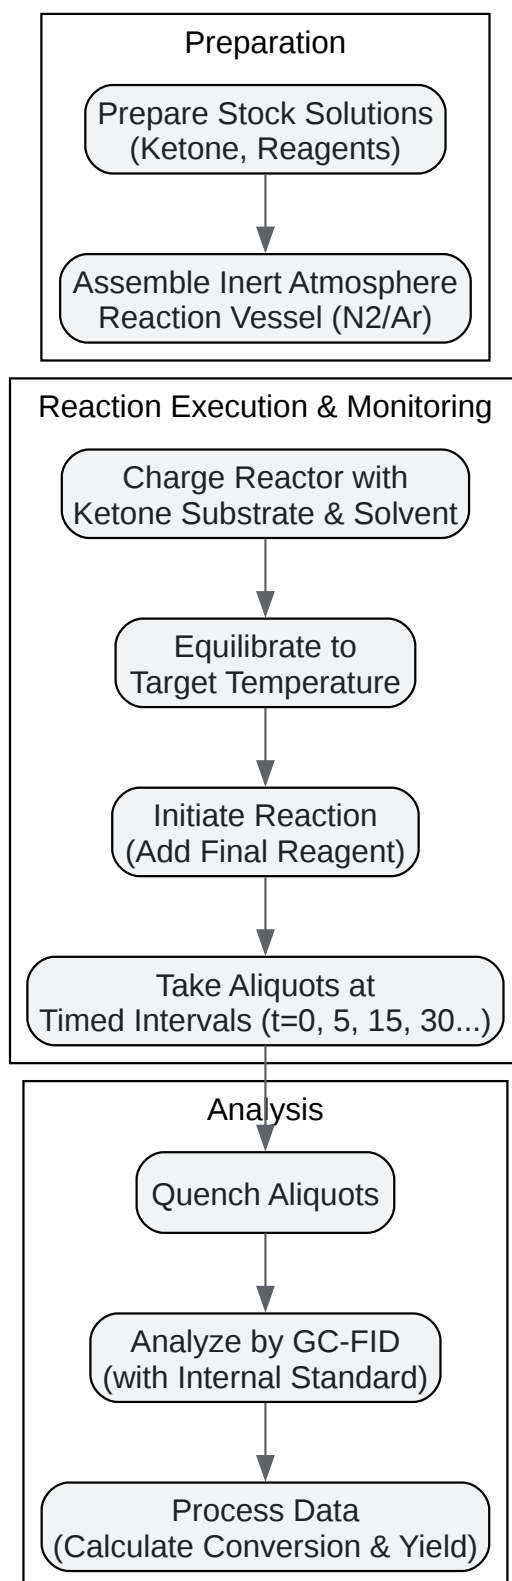 Preparation
Prepare Stock Solutions
(Ketone, Reagents)
Assemble Inert Atmosphere
Reaction Vessel (N2/Ar)
Reaction Execution & Monitoring
Charge Reactor with
Ketone Substrate & Solvent
Equilibrate to
Target Temperature
Initiate Reaction
(Add Final Reagent)
Take Aliquots at
Timed Intervals (t=0, 5, 15, 30...)
Analysis
Quench Aliquots
Analyze by GC-FID
(with Internal Standard)
Process Data
(Calculate Conversion & Yield)